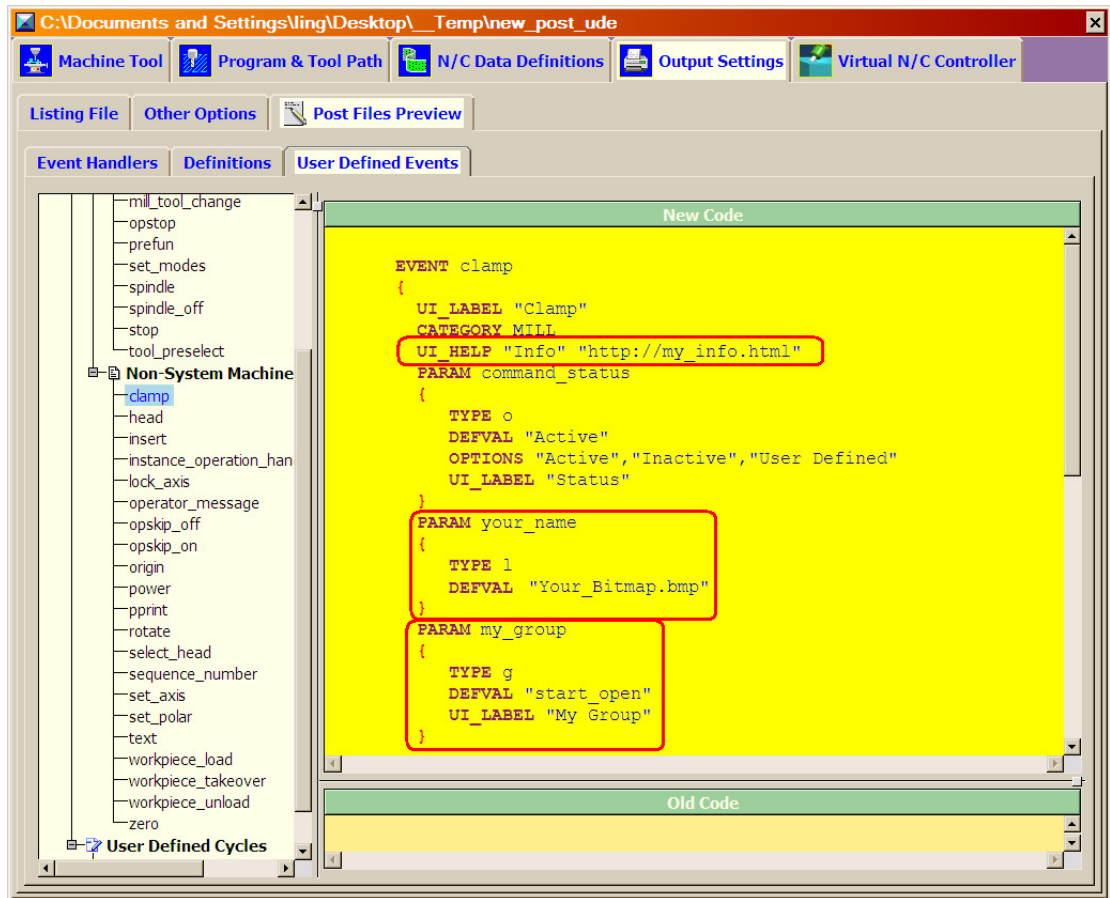 C:\Documents and Settings\ling\Desktop\__Temp\new_post_ude
Machine Tool
Program & Tool Path
N/C Data Definitions
Output Settings
Virtual N/C Controller
Listing File
Other Options
Post Files Preview
Event Handlers
Definitions
User Defined Events
mill_tool_change
opstop
prefun
set_modes
spindle
spindle_off
stop
tool_preselect
Non-System Machine
clamp
head
insert
instance_operation_han
lock_axis
operator_message
opskip_off
opskip_on
origin
power
pprint
rotate
select_head
sequence_number
set_axis
set_polar
text
workpiece_load
workpiece_takeover
workpiece_unload
zero
User Defined Cycles
New Code
EVENT clamp
{
UI_LABEL "Clamp"
CATEGORY MILL
UI_HELP "Info" "http://my_info.html"
PARAM command_status
{
TYPE o
DEFVAL "Active"
OPTIONS "Active","Inactive","User Defined"
UI_LABEL "Status"
}
PARAM your_name
{
TYPE l
DEFVAL "Your_Bitmap.bmp"
}
PARAM my_group
{
TYPE g
DEFVAL "start_open"
UI_LABEL "My Group"
}
Old Code